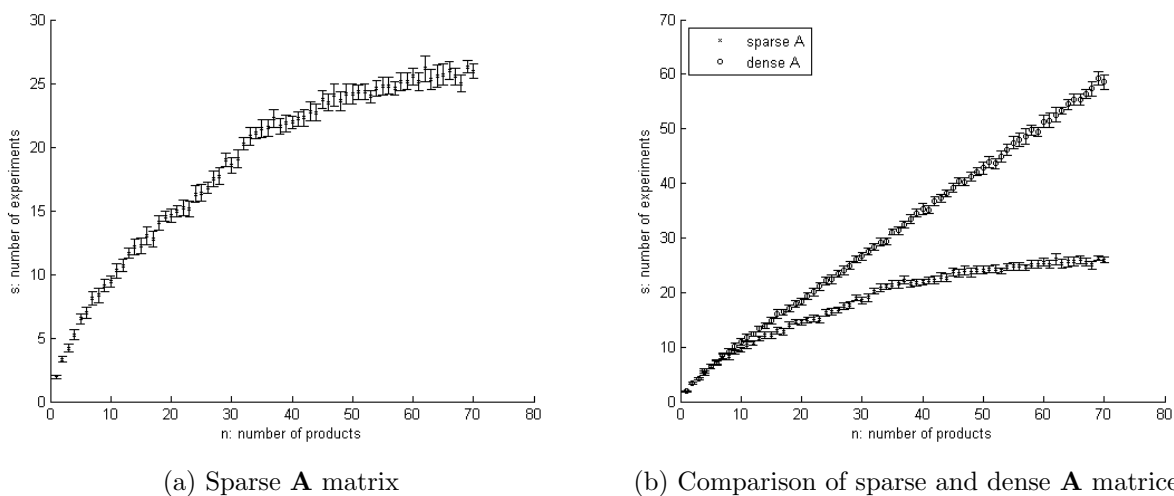 30
25
20
15
10
5
0
s: number of experiments
0 10 20 30 40 50 60 70 80
n: number of products
(a) Sparse A matrix
70
60
50
40
30
20
10
0
s: number of experiments
sparse A
dense A
0 10 20 30 40 50 60 70 80
n: number of products
(b) Comparison of sparse and dense A matrice